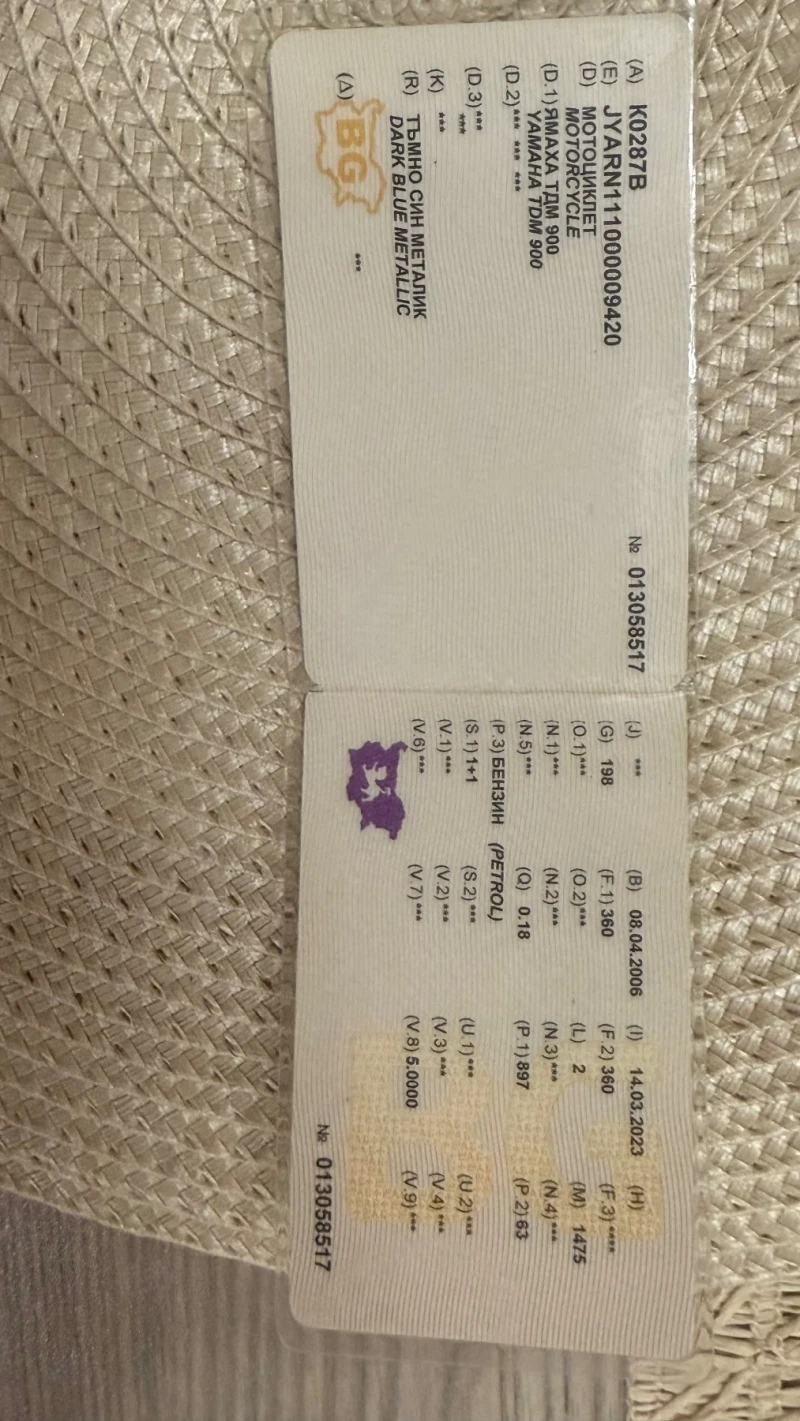 (A) K0287B № 013058517
(E) JYARN111000009420
(D) МОТОЦИКЛЕТ
MOTORCYCLE
(D.1) ЯМАХА ТДМ 900
YAMAHA TDM 900
(D.2)*** *** ***
(D.3)*** ***
(K) ***
(R) ТЪМНО СИН МЕТАЛИК
DARK BLUE METALLIC
(Δ) ***
BG
(J) *** (B) 08.04.2006 (I) 14.03.2023 (H)
(G) 198 (F.1) 360 (F.2) 360 (F.3)****
(O.1)*** (O.2)*** (L) 2 (M) 1475
(N.1)*** (N.2)*** (N.3)*** (N.4)***
(N.5)*** (Q) 0.18 (P.1) 897 (P.2) 63
(P.3) БЕНЗИН (PETROL)
(S.1) 1+1 (S.2)*** (U.1)*** (U.2)***
(V.1)*** (V.2)*** (V.3)*** (V.4)***
(V.6)*** (V.7)*** (V.8) 5.0000 (V.9)***
№ 013058517